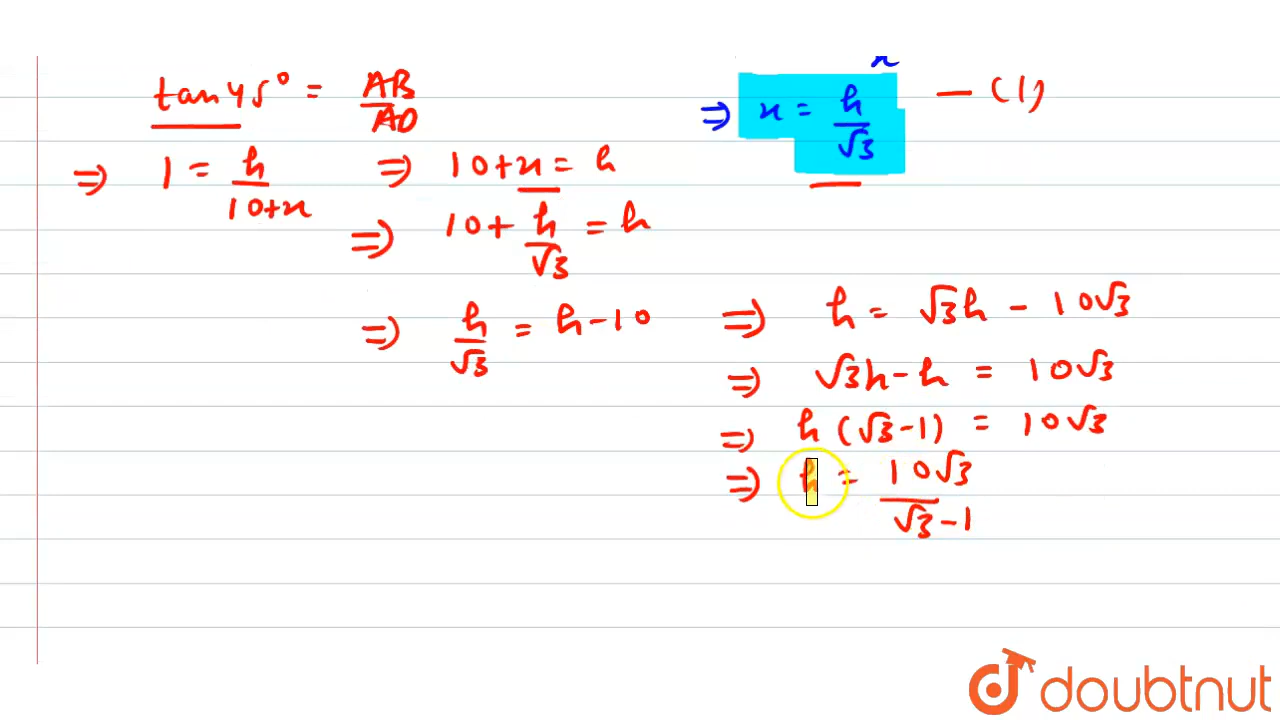 x
tan45° = AB/AD
⇒ x = h/√3 — (1)
⇒ 1 = h/10+x ⇒ 10+x = h
⇒ 10 + h/√3 = h
⇒ h/√3 = h-10 ⇒ h = √3h - 10√3
⇒ √3h - h = 10√3
⇒ h(√3-1) = 10√3
⇒ h = 10√3/√3-1
doubtnut